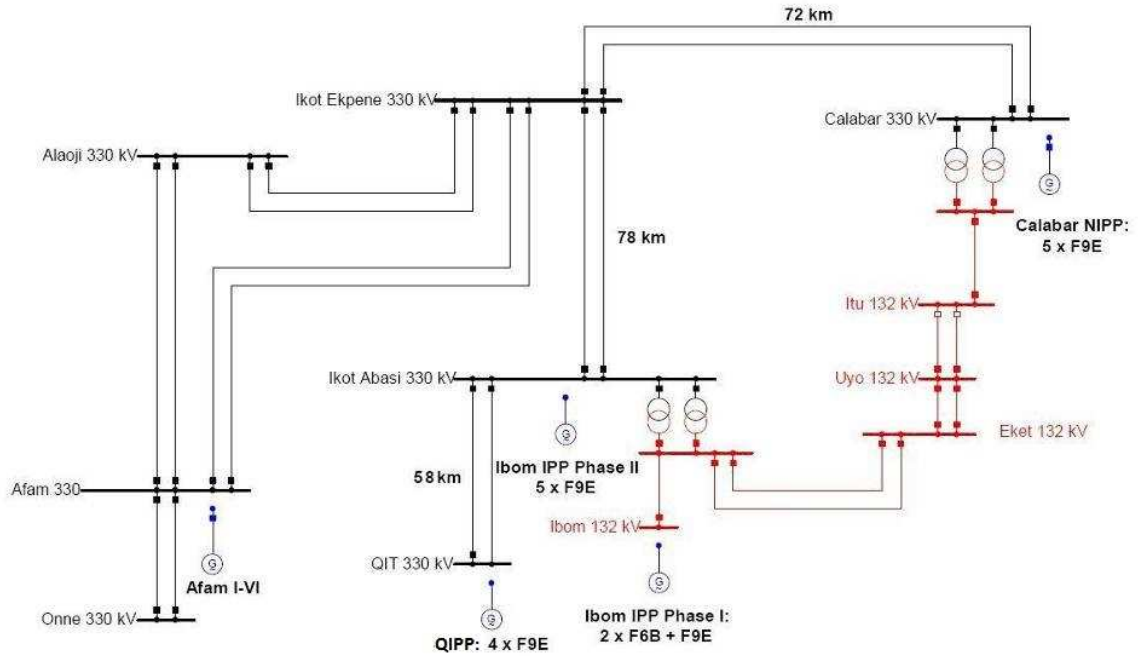 72 km
Ikot Ekpene 330 kV
Calabar 330 kV
Alaoji 330 kV
G
Calabar NIPP:
5 x F9E
78 km
Itu 132 kV
Ikot Abasi 330 kV
Uyo 132 kV
G
Eket 132 kV
Ibom IPP Phase II
5 x F9E
58 km
Afam 330
Ibom 132 kV
QIT 330 kV
G
Afam I-VI
G
Onne 330 kV
G
QIPP: 4 x F9E
Ibom IPP Phase I:
2 x F6B + F9E